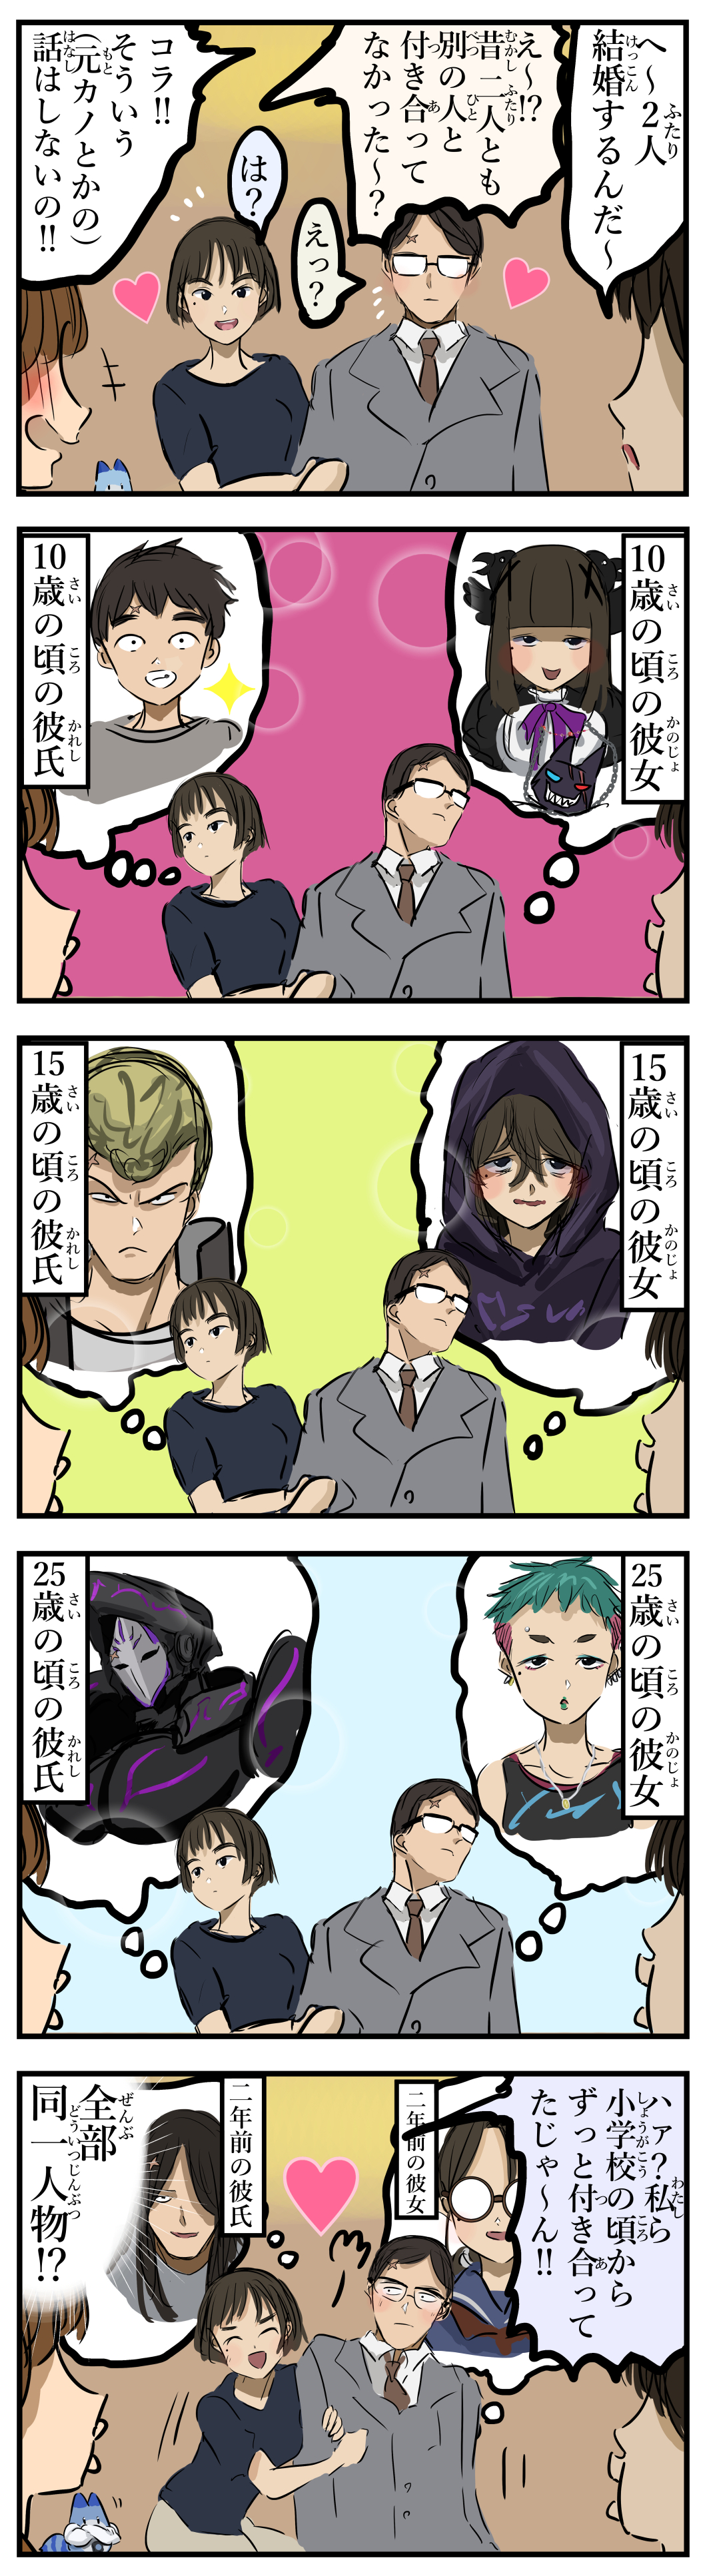 へ〜2人
結婚するんだ〜
え〜!?
昔二人とも
別の人と
付き合って
なかった〜?
えっ?
は?
コラ!!
そういう
(元カノとかの)
話はしないの!!
10歳の頃の彼女
10歳の頃の彼氏
15歳の頃の彼女
15歳の頃の彼氏
25歳の頃の彼女
25歳の頃の彼氏
ハァ?私ら
小学校の頃から
ずっと付き合って
たじゃ〜ん!!
二年前の彼女
二年前の彼氏
全部
同一人物!?